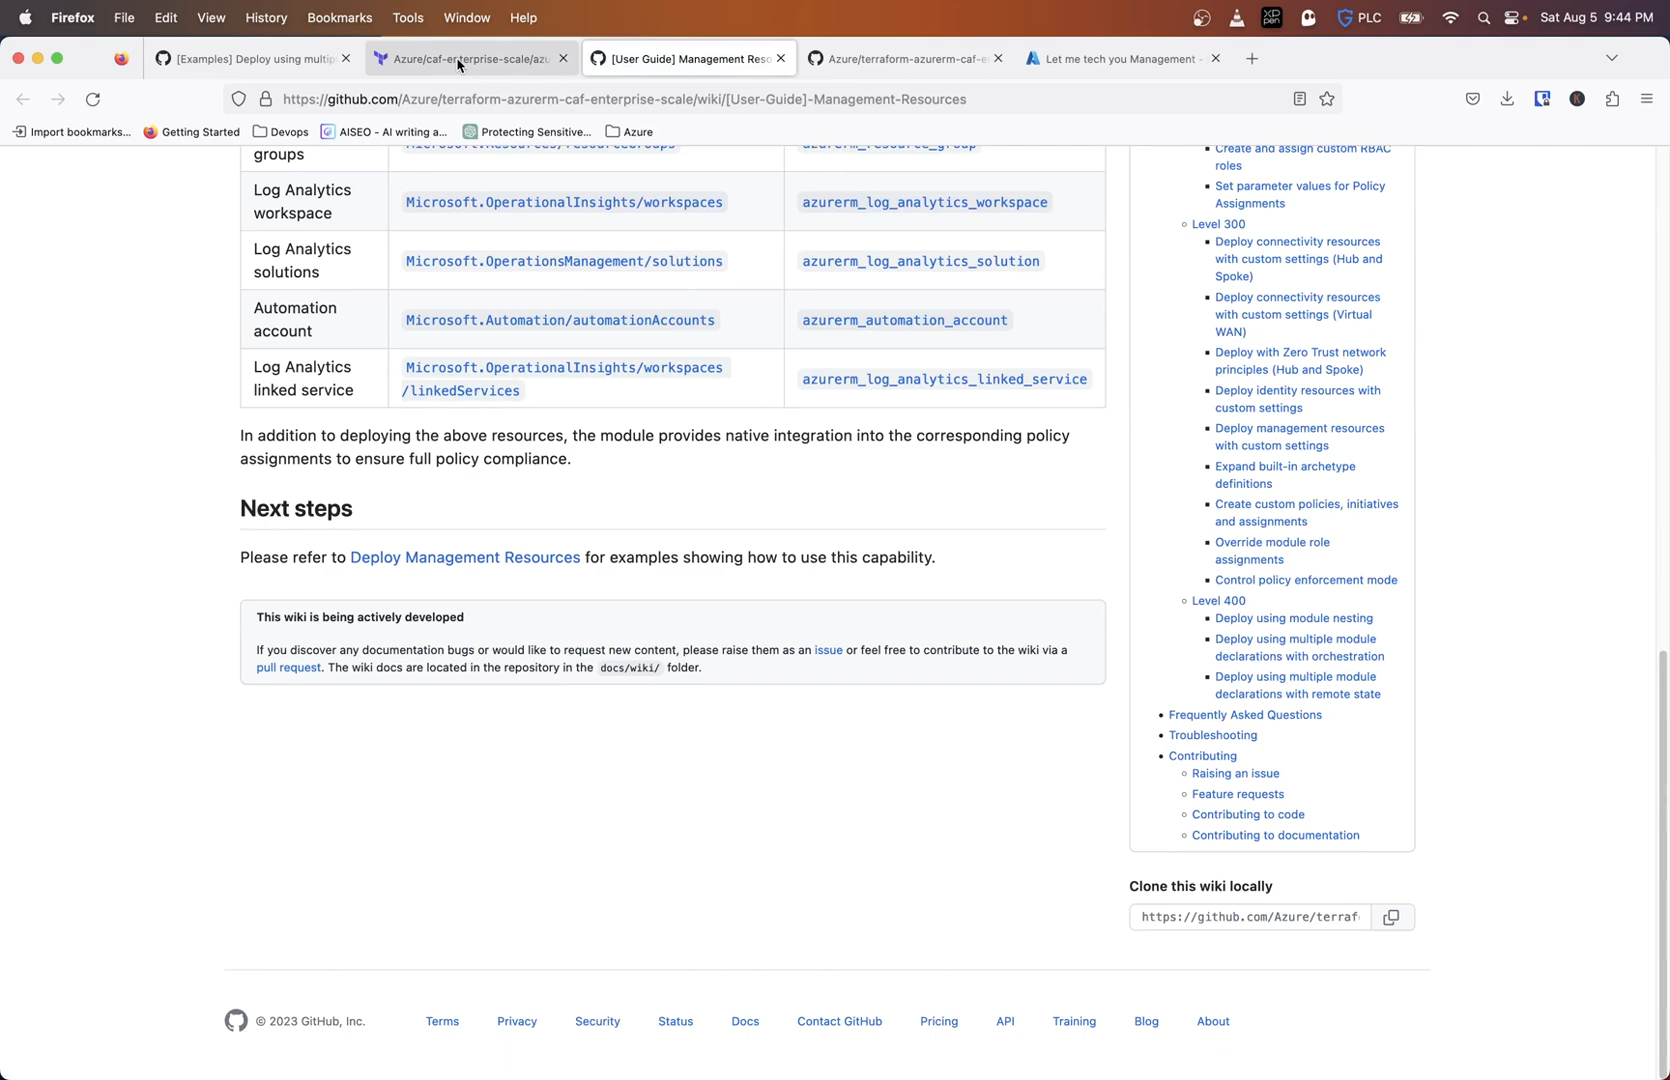 Firefox File Edit View History Bookmarks Tools Window Help PLC Sat Aug 5 9:44 PM
[Examples] Deploy using multip Azure/caf-enterprise-scale/azu [User Guide] Management Reso Azure/terraform-azurerm-caf-e Let me tech you Management -
https://github.com/Azure/terraform-azurerm-caf-enterprise-scale/wiki/[User-Guide]-Management-Resources
Import bookmarks... Getting Started Devops AISEO - AI writing a... Protecting Sensitive... Azure
groups Microsoft.Resources/resourceGroups azurerm_resource_group
Log Analytics
workspace
Microsoft.OperationalInsights/workspaces
azurerm_log_analytics_workspace
Log Analytics
solutions
Microsoft.OperationsManagement/solutions
azurerm_log_analytics_solution
Automation
account
Microsoft.Automation/automationAccounts
azurerm_automation_account
Log Analytics
linked service
Microsoft.OperationalInsights/workspaces
/linkedServices
azurerm_log_analytics_linked_service
In addition to deploying the above resources, the module provides native integration into the corresponding policy
assignments to ensure full policy compliance.
Next steps
Please refer to Deploy Management Resources for examples showing how to use this capability.
This wiki is being actively developed
If you discover any documentation bugs or would like to request new content, please raise them as an issue or feel free to contribute to the wiki via a
pull request. The wiki docs are located in the repository in the docs/wiki/ folder.
Create and assign custom RBAC
roles
Set parameter values for Policy
Assignments
Level 300
Deploy connectivity resources
with custom settings (Hub and
Spoke)
Deploy connectivity resources
with custom settings (Virtual
WAN)
Deploy with Zero Trust network
principles (Hub and Spoke)
Deploy identity resources with
custom settings
Deploy management resources
with custom settings
Expand built-in archetype
definitions
Create custom policies, initiatives
and assignments
Override module role
assignments
Control policy enforcement mode
Level 400
Deploy using module nesting
Deploy using multiple module
declarations with orchestration
Deploy using multiple module
declarations with remote state
Frequently Asked Questions
Troubleshooting
Contributing
Raising an issue
Feature requests
Contributing to code
Contributing to documentation
Clone this wiki locally
https://github.com/Azure/terraf
© 2023 GitHub, Inc. Terms Privacy Security Status Docs Contact GitHub Pricing API Training Blog About